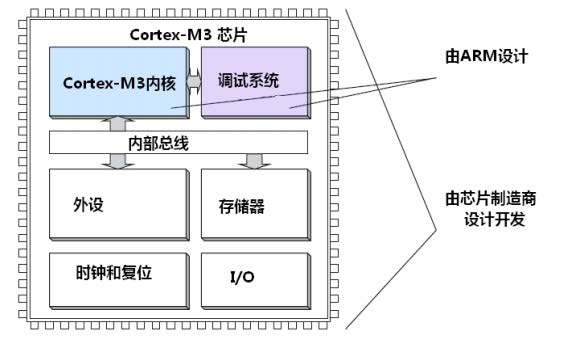 Cortex-M3 芯片
Cortex-M3内核
调试系统
由ARM设计
内部总线
外设
存储器
由芯片制造商
设计开发
时钟和复位
I/O